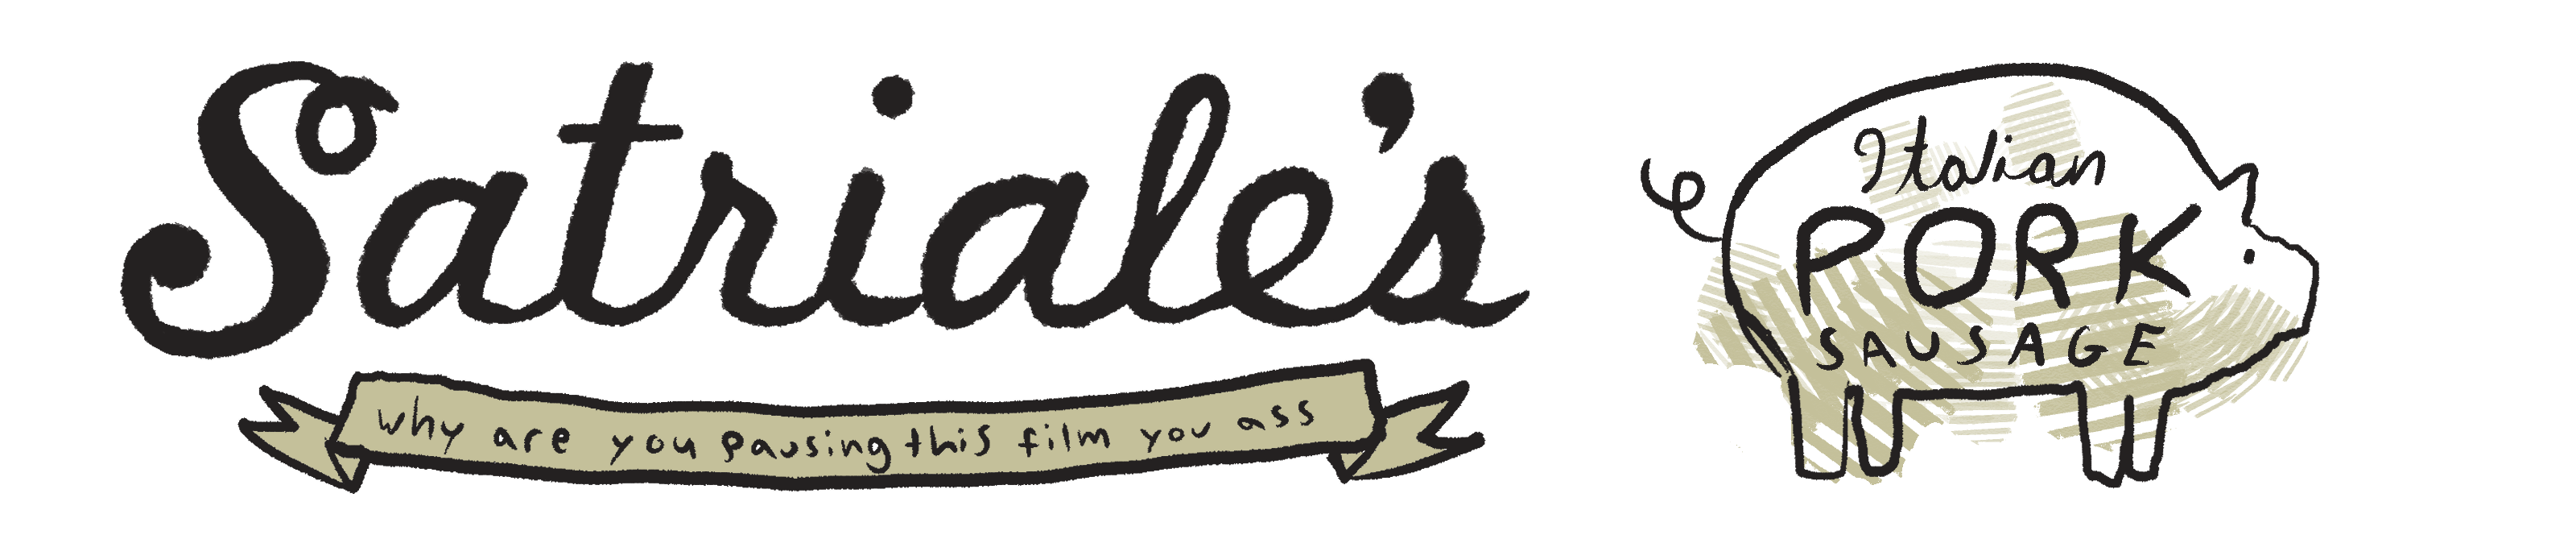 Satriale's
why are you pausing this film you ass
Italian
PORK
SAUSAGE